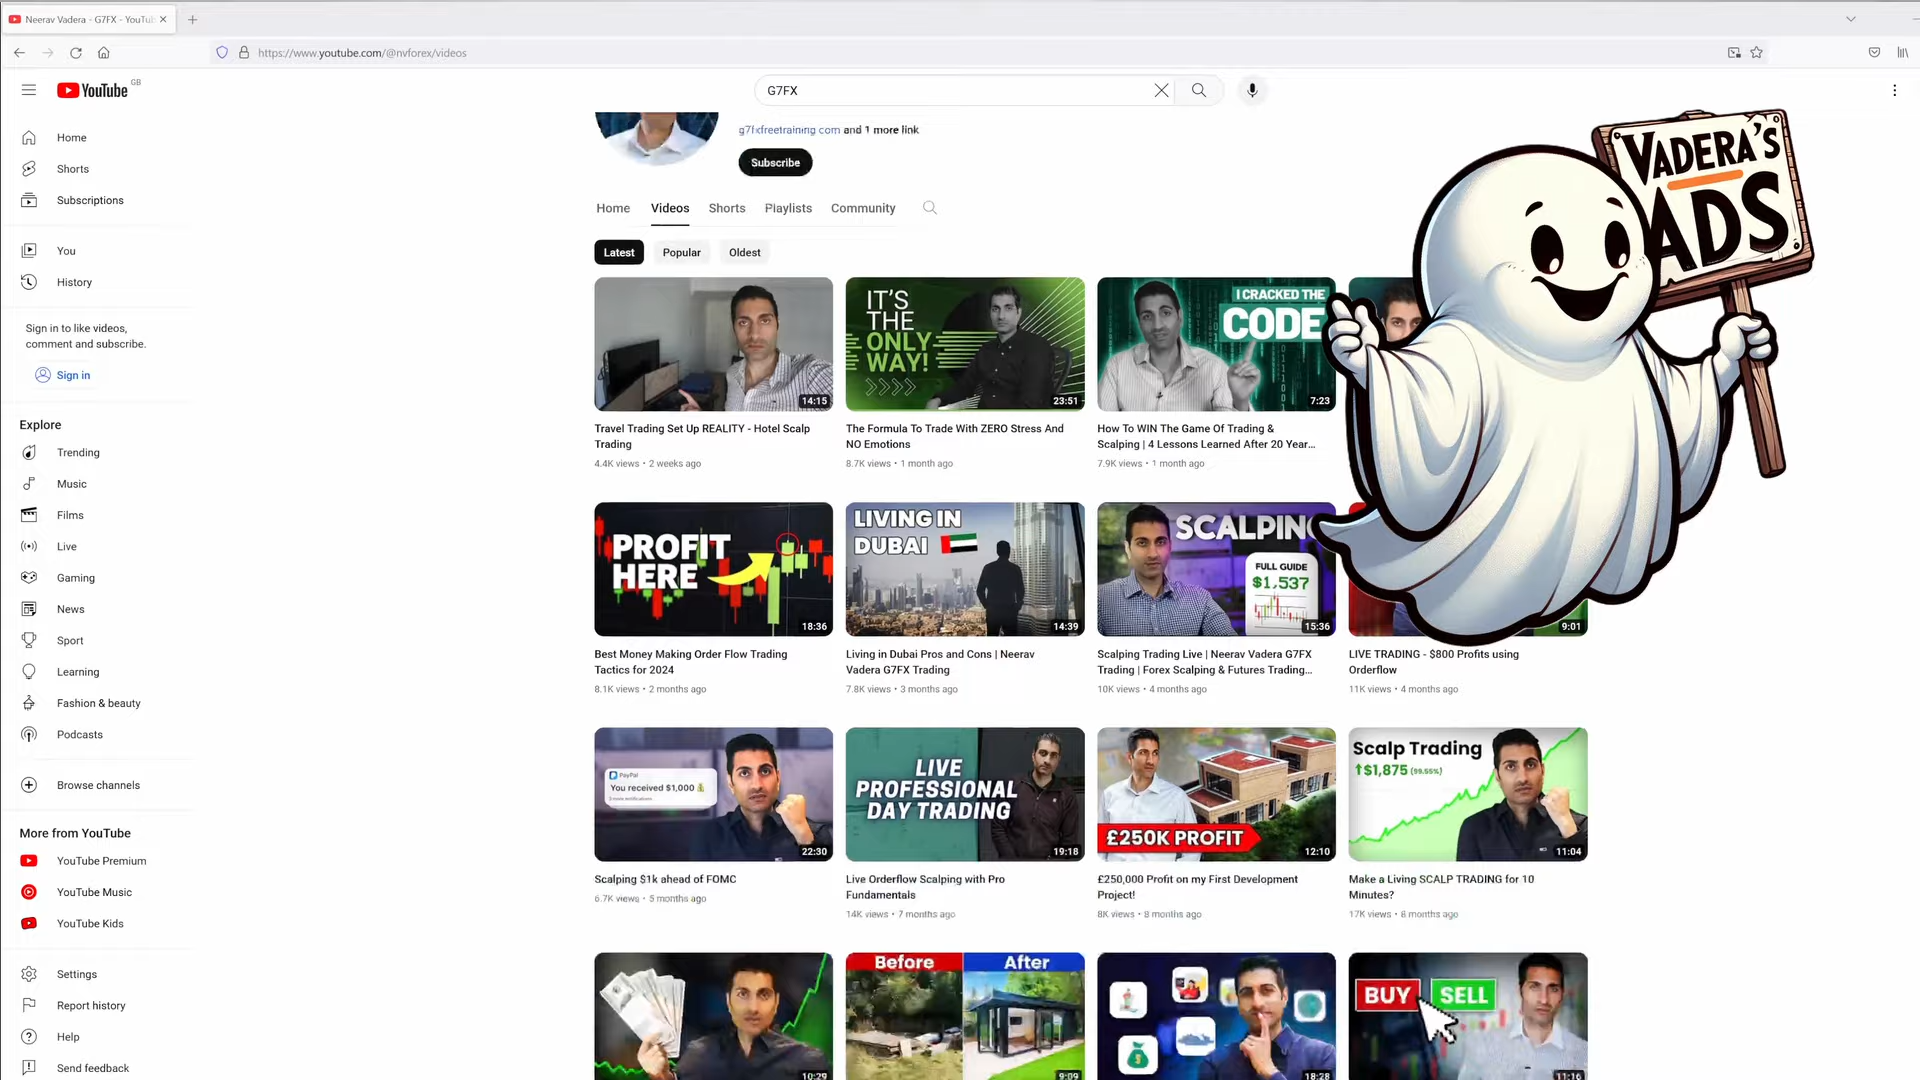 Neerav Vadera - G7FX - YouTub
https://www.youtube.com/@nvforex/videos
YouTube GB
G7FX
g7fxfreetraining.com and 1 more link
Subscribe
Home Videos Shorts Playlists Community
Latest Popular Oldest
VADERA'S
ADS
Home
Shorts
Subscriptions
You
History
Sign in to like videos,
comment and subscribe.
Sign in
Explore
Trending
Music
Films
Live
Gaming
News
Sport
Learning
Fashion & beauty
Podcasts
Browse channels
More from YouTube
YouTube Premium
YouTube Music
YouTube Kids
Settings
Report history
Help
Send feedback
14:15
Travel Trading Set Up REALITY - Hotel Scalp
Trading
4.4K views • 2 weeks ago
IT'S
THE
ONLY
WAY!
23:51
The Formula To Trade With ZERO Stress And
NO Emotions
8.7K views • 1 month ago
I CRACKED THE
CODE
7:23
How To WIN The Game Of Trading &
Scalping | 4 Lessons Learned After 20 Year...
7.9K views • 1 month ago
PROFIT
HERE
18:36
Best Money Making Order Flow Trading
Tactics for 2024
8.1K views • 2 months ago
LIVING IN
DUBAI
14:39
Living in Dubai Pros and Cons | Neerav
Vadera G7FX Trading
7.8K views • 3 months ago
SCALPING
FULL GUIDE
$1,537
15:36
Scalping Trading Live | Neerav Vadera G7FX
Trading | Forex Scalping & Futures Trading...
10K views • 4 months ago
9:01
LIVE TRADING - $800 Profits using
Orderflow
11K views • 4 months ago
PayPal
You received $1,000
22:30
Scalping $1k ahead of FOMC
6.7K views • 5 months ago
LIVE
PROFESSIONAL
DAY TRADING
19:18
Live Orderflow Scalping with Pro
Fundamentals
14K views • 7 months ago
£250K PROFIT
12:10
£250,000 Profit on my First Development
Project!
8K views • 8 months ago
Scalp Trading
↑$1,875 (99.55%)
11:04
Make a Living SCALP TRADING for 10
Minutes?
17K views • 8 months ago
10:29
Before After
9:09
18:28
BUY SELL
11:16